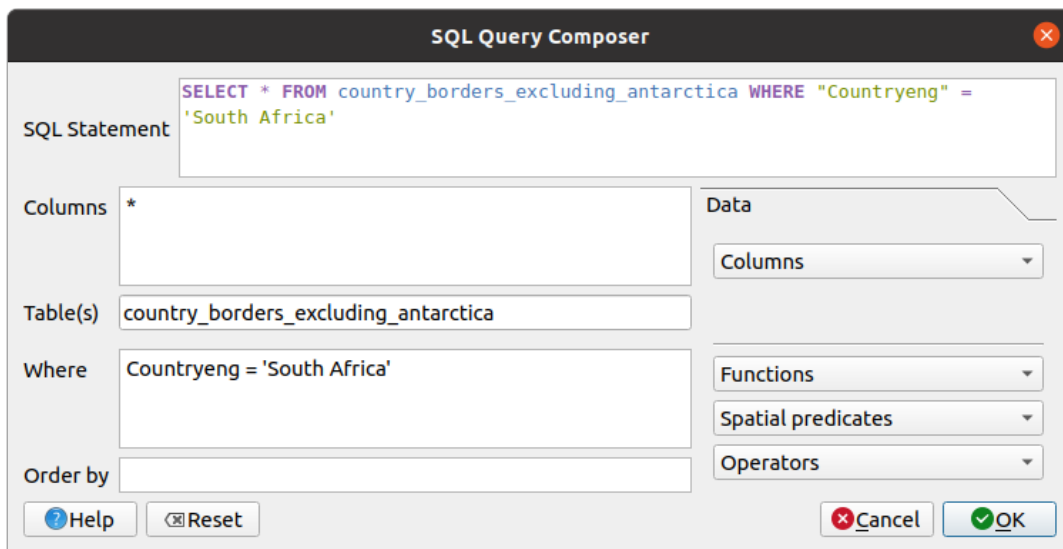 SQL Query Composer
SQL Statement
SELECT * FROM country_borders_excluding_antarctica WHERE "Countryeng" =
'South Africa'
Columns
*
Data
Columns
Table(s)
country_borders_excluding_antarctica
Where
Countryeng = 'South Africa'
Functions
Spatial predicates
Operators
Order by
Help
Reset
Cancel
OK